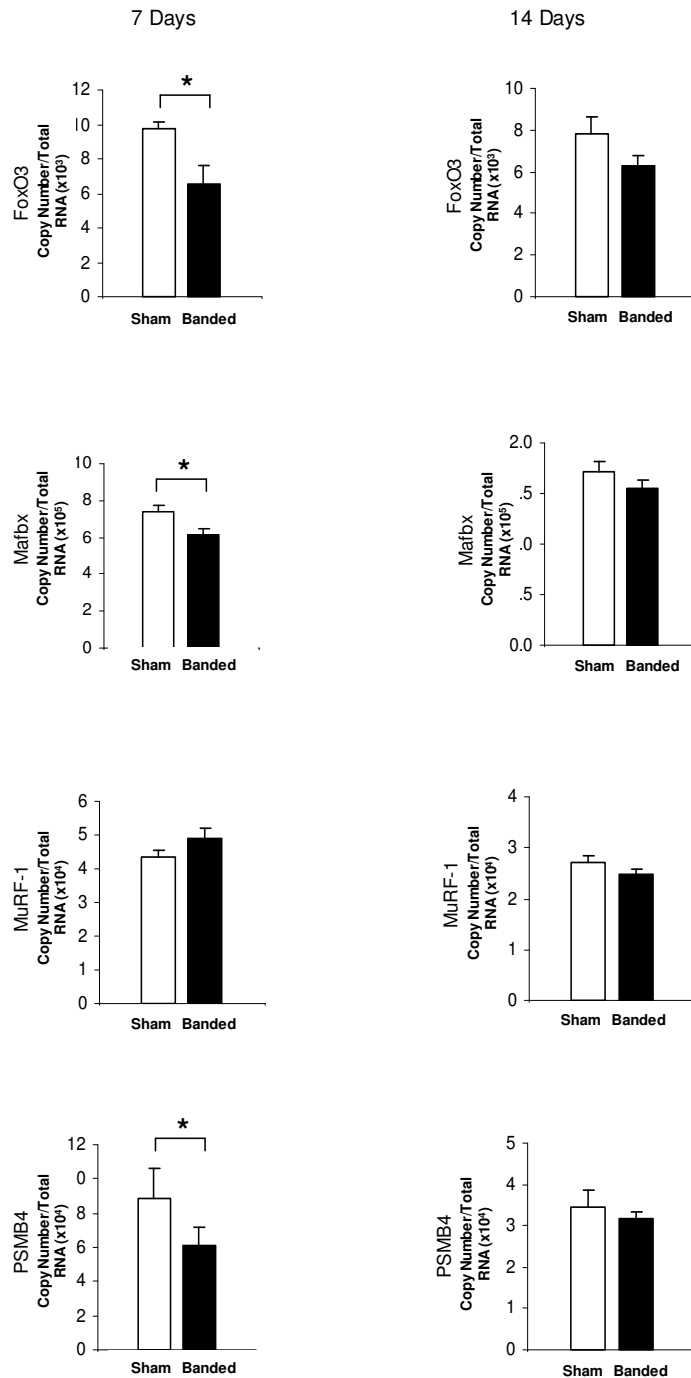 7 Days
14 Days
FoxO3
Copy Number/Total
RNA (x10³)
12
10
8
6
4
2
0
*
Sham Banded
FoxO3
Copy Number/Total
RNA (x10³)
10
8
6
4
2
0
Sham Banded
Mafbx
Copy Number/Total
RNA (x10⁵)
10
8
6
4
2
0
*
Sham Banded
Mafbx
Copy Number/Total
RNA (x10⁵)
2.0
.5
.0
.5
0.0
Sham Banded
MuRF-1
Copy Number/Total
RNA (x10⁴)
6
5
4
3
2
1
0
Sham Banded
MuRF-1
Copy Number/Total
RNA (x10⁴)
4
3
2
1
0
Sham Banded
PSMB4
Copy Number/Total
RNA (x10⁴)
12
0
8
6
4
2
0
*
Sham Banded
PSMB4
Copy Number/Total
RNA (x10⁴)
5
4
3
2
1
0
Sham Banded